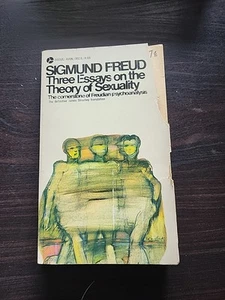 SIGMUND FREUD
Three Essays on the
Theory of Sexuality
The cornerstone of Freudian psychoanalysis